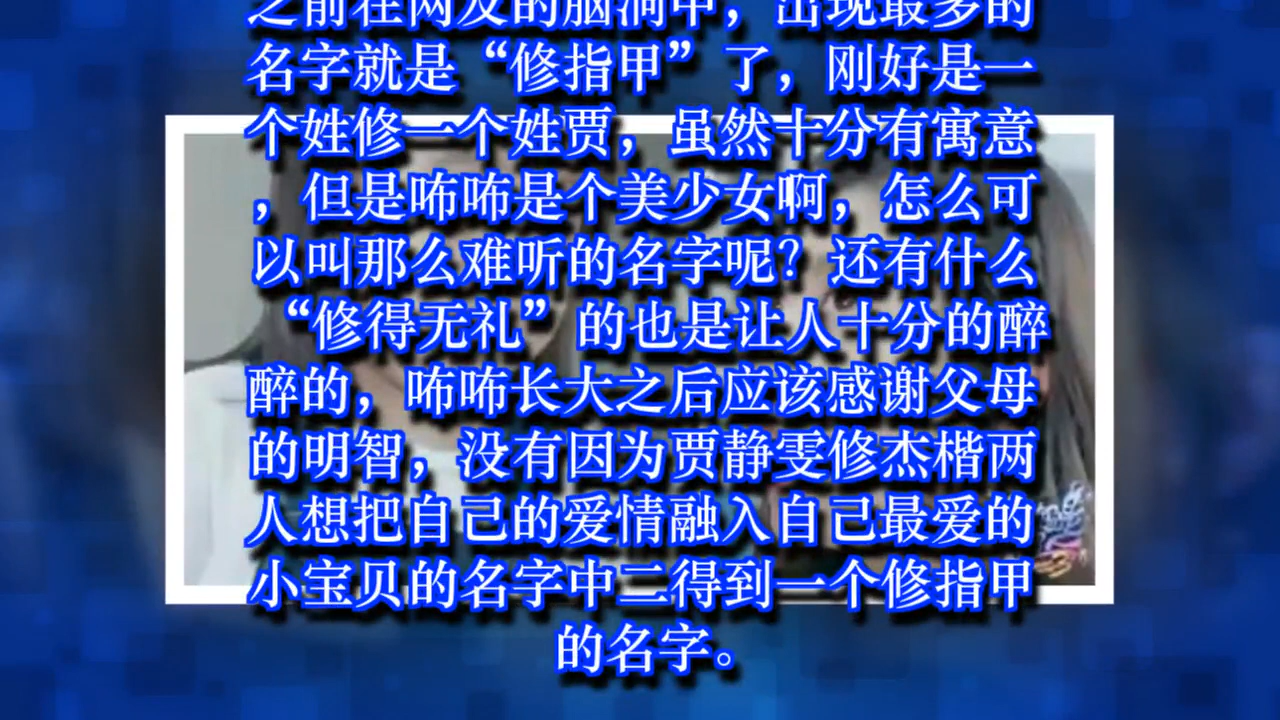 之前在网友的脑洞中，出现最多的
名字就是“修指甲”了，刚好是一
个姓修一个姓贾，虽然十分有寓意
，但是咘咘是个美少女啊，怎么可
以叫那么难听的名字呢？还有什么
“修得无礼”的也是让人十分的醉
醉的，咘咘长大之后应该感谢父母
的明智，没有因为贾静雯修杰楷两
人想把自己的爱情融入自己最爱的
小宝贝的名字中二得到一个修指甲
的名字。